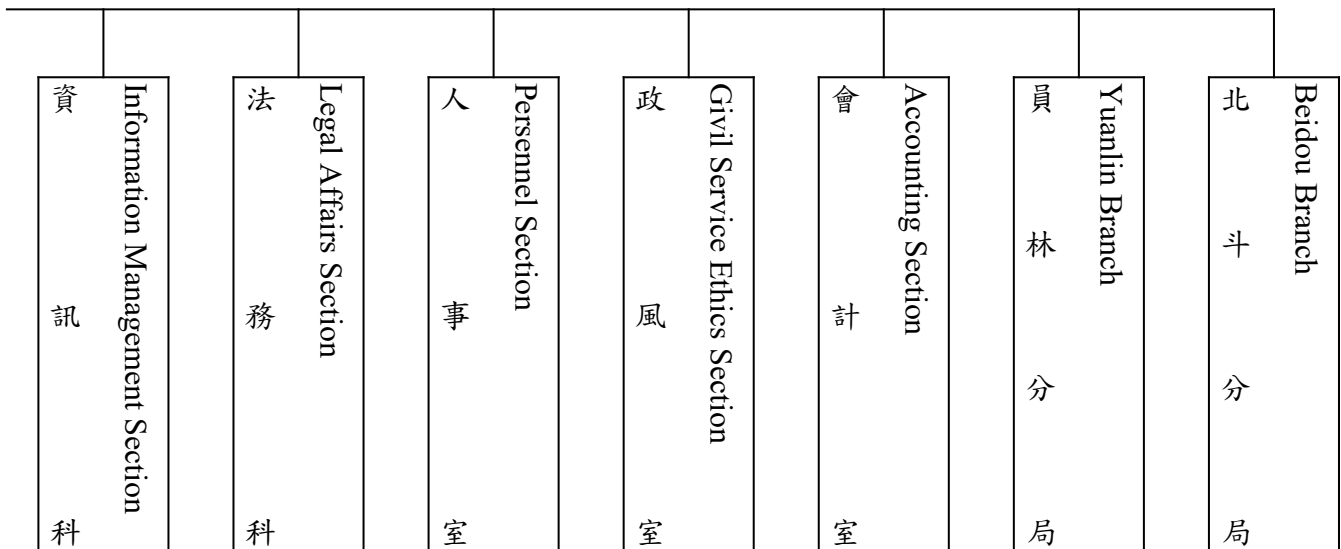 資訊科
Information Management Section
法務科
Legal Affairs Section
人事室
Persennel Section
政風室
Givil Service Ethics Section
會計室
Accounting Section
員林分局
Yuanlin Branch
北斗分局
Beidou Branch